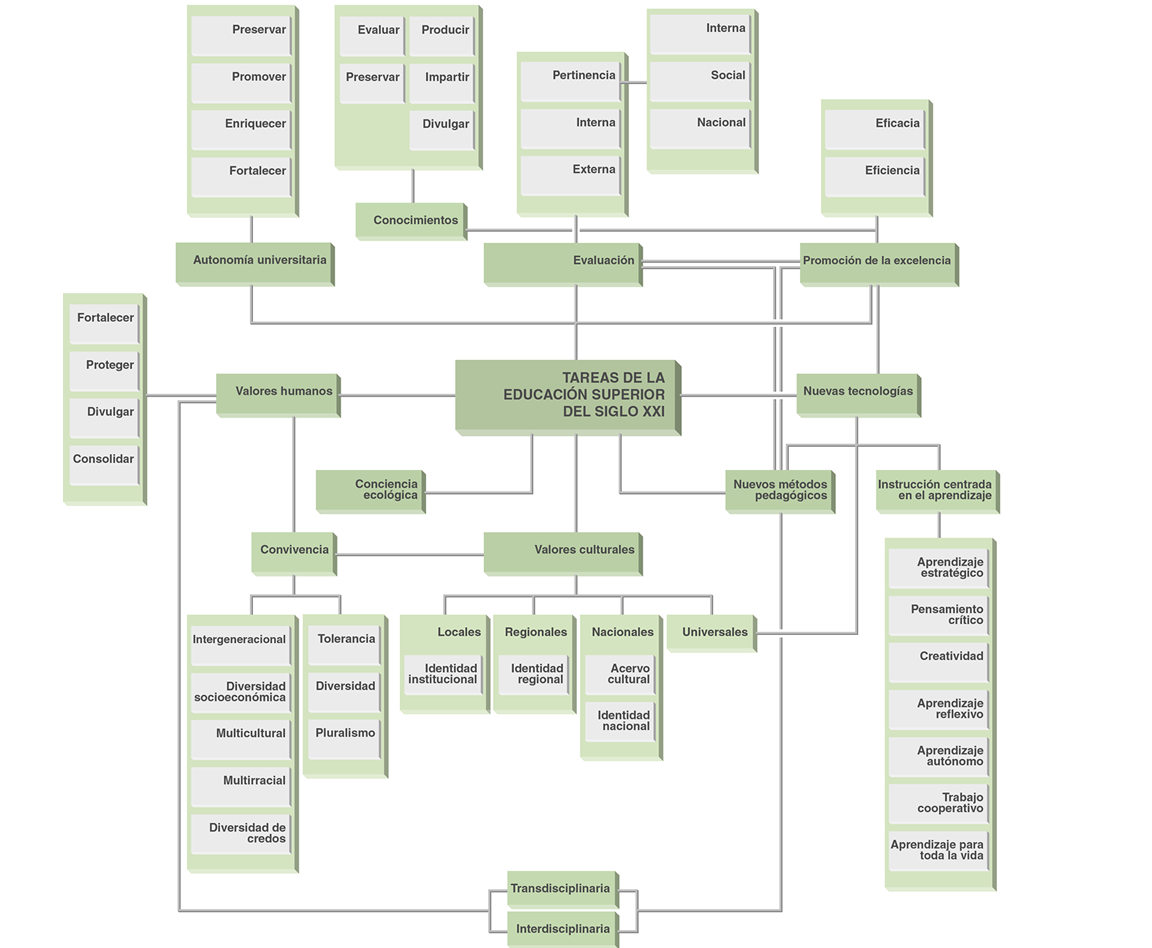 Preservar
Promover
Enriquecer
Fortalecer
Evaluar
Producir
Preservar
Impartir
Divulgar
Pertinencia
Interna
Externa
Interna
Social
Nacional
Eficacia
Eficiencia
Conocimientos
Autonomía universitaria
Evaluación
Promoción de la excelencia
Fortalecer
Proteger
Divulgar
Consolidar
Valores humanos
TAREAS DE LA
EDUCACIÓN SUPERIOR
DEL SIGLO XXI
Nuevas tecnologías
Conciencia
ecológica
Nuevos métodos
pedagógicos
Instrucción centrada
en el aprendizaje
Convivencia
Valores culturales
Intergeneracional
Diversidad
socioeconómica
Multicultural
Multirracial
Diversidad de
credos
Tolerancia
Diversidad
Pluralismo
Locales
Identidad
institucional
Regionales
Identidad
regional
Nacionales
Acervo
cultural
Identidad
nacional
Universales
Aprendizaje
estratégico
Pensamiento
crítico
Creatividad
Aprendizaje
reflexivo
Aprendizaje
autónomo
Trabajo
cooperativo
Aprendizaje para
toda la vida
Transdisciplinaria
Interdisciplinaria